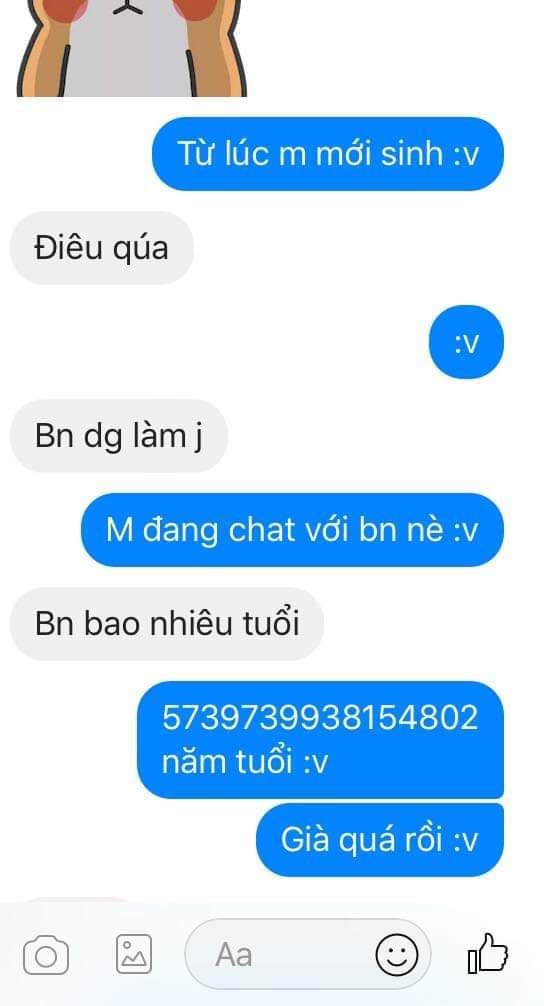 Từ lúc m mới sinh :v
Điêu qúa
:v
Bn dg làm j
M đang chat với bn nè :v
Bn bao nhiêu tuổi
5739739938154802
năm tuổi :v
Già quá rồi :v
Aa